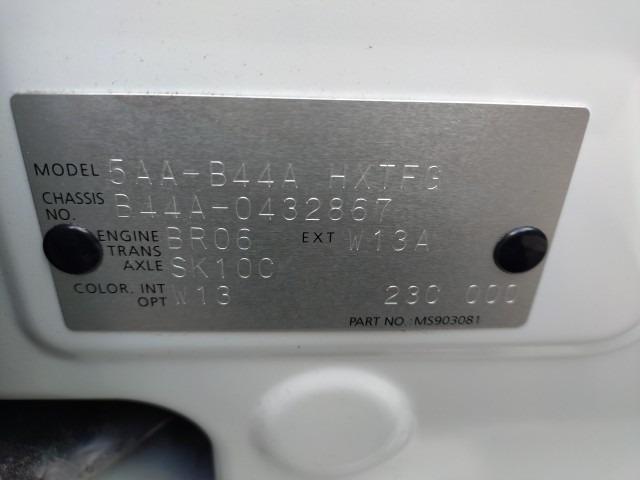 MODEL 5AA-B44A HXTFG
CHASSIS NO. B44A-0432867
ENGINE BR06 EXT W13A
TRANS AXLE SK10C
COLOR, INT OPT W13 23C 000
PART NO.: MS903081